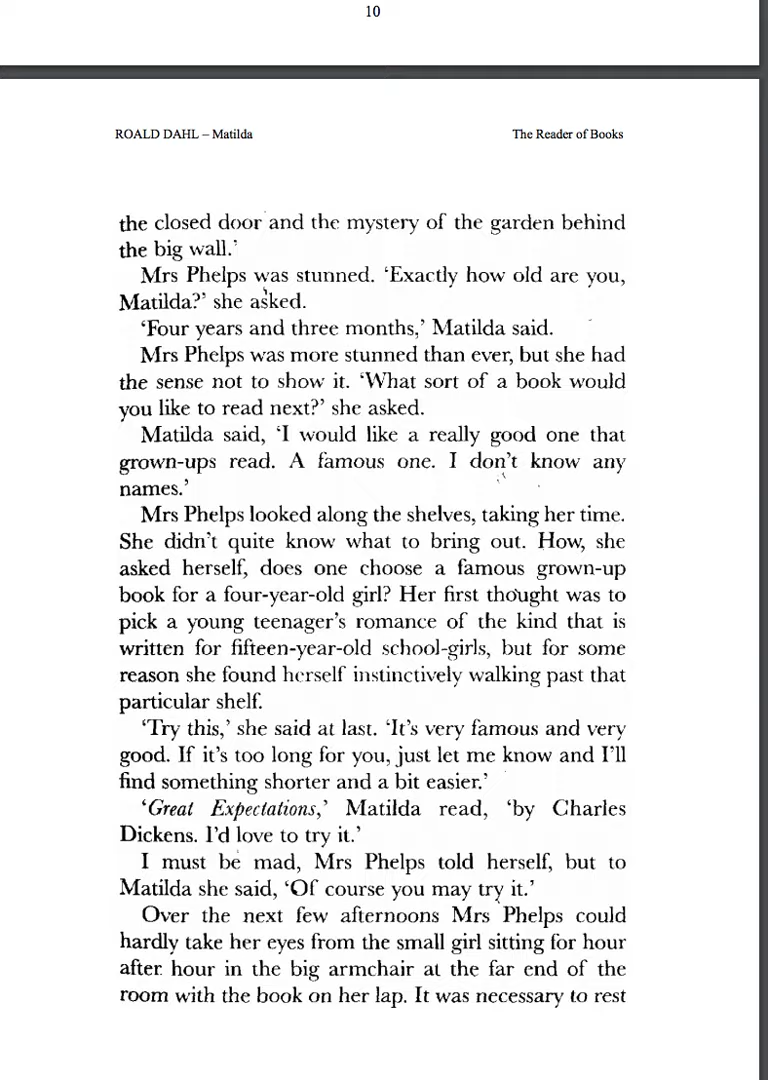 10
ROALD DAHL – Matilda The Reader of Books
the closed door and the mystery of the garden behind
the big wall.’
Mrs Phelps was stunned. ‘Exactly how old are you,
Matilda?’ she asked.
‘Four years and three months,’ Matilda said.
Mrs Phelps was more stunned than ever, but she had
the sense not to show it. ‘What sort of a book would
you like to read next?’ she asked.
Matilda said, ‘I would like a really good one that
grown-ups read. A famous one. I don’t know any
names.’
Mrs Phelps looked along the shelves, taking her time.
She didn’t quite know what to bring out. How, she
asked herself, does one choose a famous grown-up
book for a four-year-old girl? Her first thought was to
pick a young teenager’s romance of the kind that is
written for fifteen-year-old school-girls, but for some
reason she found herself instinctively walking past that
particular shelf.
‘Try this,’ she said at last. ‘It’s very famous and very
good. If it’s too long for you, just let me know and I’ll
find something shorter and a bit easier.’
‘Great Expectations,’ Matilda read, ‘by Charles
Dickens. I’d love to try it.’
I must be mad, Mrs Phelps told herself, but to
Matilda she said, ‘Of course you may try it.’
Over the next few afternoons Mrs Phelps could
hardly take her eyes from the small girl sitting for hour
after hour in the big armchair at the far end of the
room with the book on her lap. It was necessary to rest